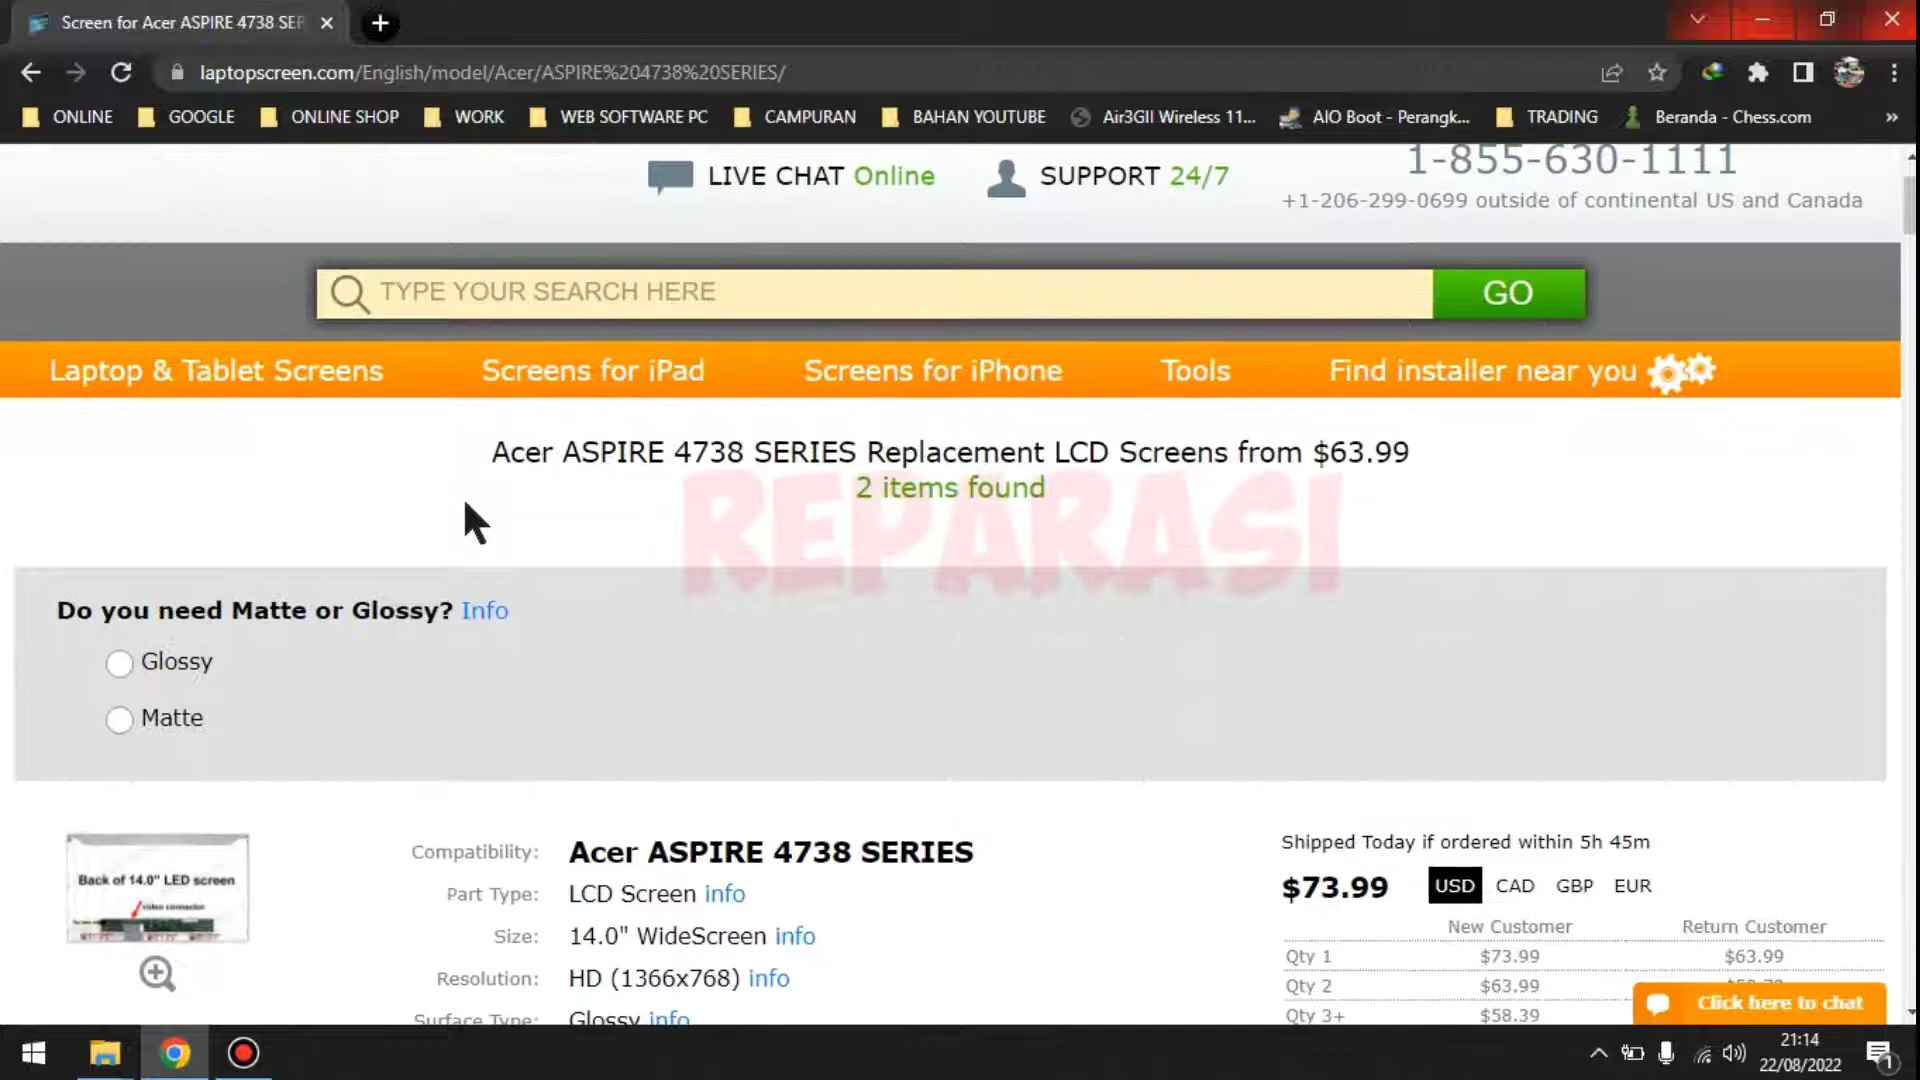 Screen for Acer ASPIRE 4738 SER
laptopscreen.com/English/model/Acer/ASPIRE%204738%20SERIES/
ONLINE
GOOGLE
ONLINE SHOP
WORK
WEB SOFTWARE PC
CAMPURAN
BAHAN YOUTUBE
Air3GII Wireless 11...
AIO Boot - Perangk...
TRADING
Beranda - Chess.com
»
LIVE CHAT Online
SUPPORT 24/7
1-855-630-1111
+1-206-299-0699 outside of continental US and Canada
TYPE YOUR SEARCH HERE
GO
Laptop & Tablet Screens
Screens for iPad
Screens for iPhone
Tools
Find installer near you
Acer ASPIRE 4738 SERIES Replacement LCD Screens from $63.99
2 items found
REPARASI
Do you need Matte or Glossy? Info
Glossy
Matte
Back of 14.0" LED screen
video connector
Compatibility: Acer ASPIRE 4738 SERIES
Part Type: LCD Screen info
Size: 14.0" WideScreen info
Resolution: HD (1366x768) info
Surface Type: Glossy info
Shipped Today if ordered within 5h 45m
$73.99 USD CAD GBP EUR
New Customer Return Customer
Qty 1 $73.99 $63.99
Qty 2 $63.99
Qty 3+ $58.39
Click here to chat
21:14
22/08/2022
1